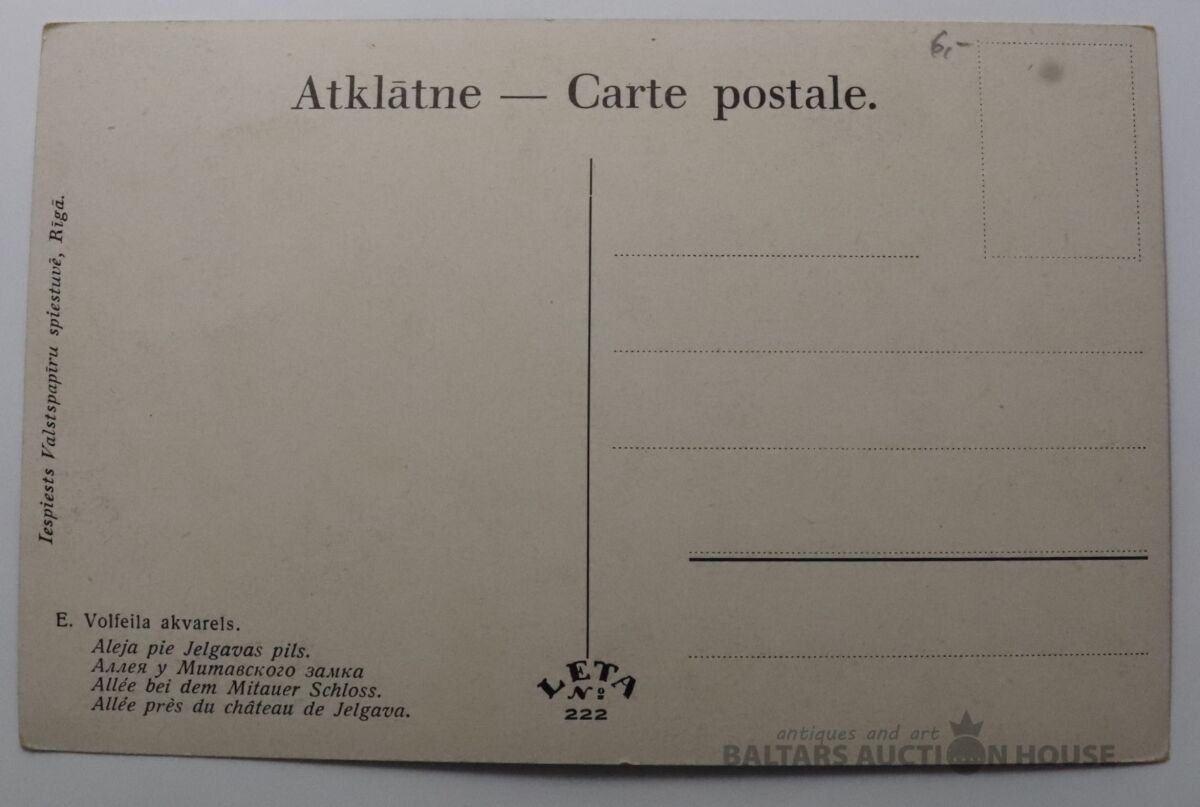 6,-
Atklātne — Carte postale.
Iespiests Valstspapīru spiestuvē, Rīgā.
E. Volfeila akvarels.
Aleja pie Jelgavas pils.
Аллея у Митавского замка
Allée bei dem Mitauer Schloss.
Allée près du château de Jelgava.
LETA
№
222
antiques and art
BALTARS AUCTION HOUSE